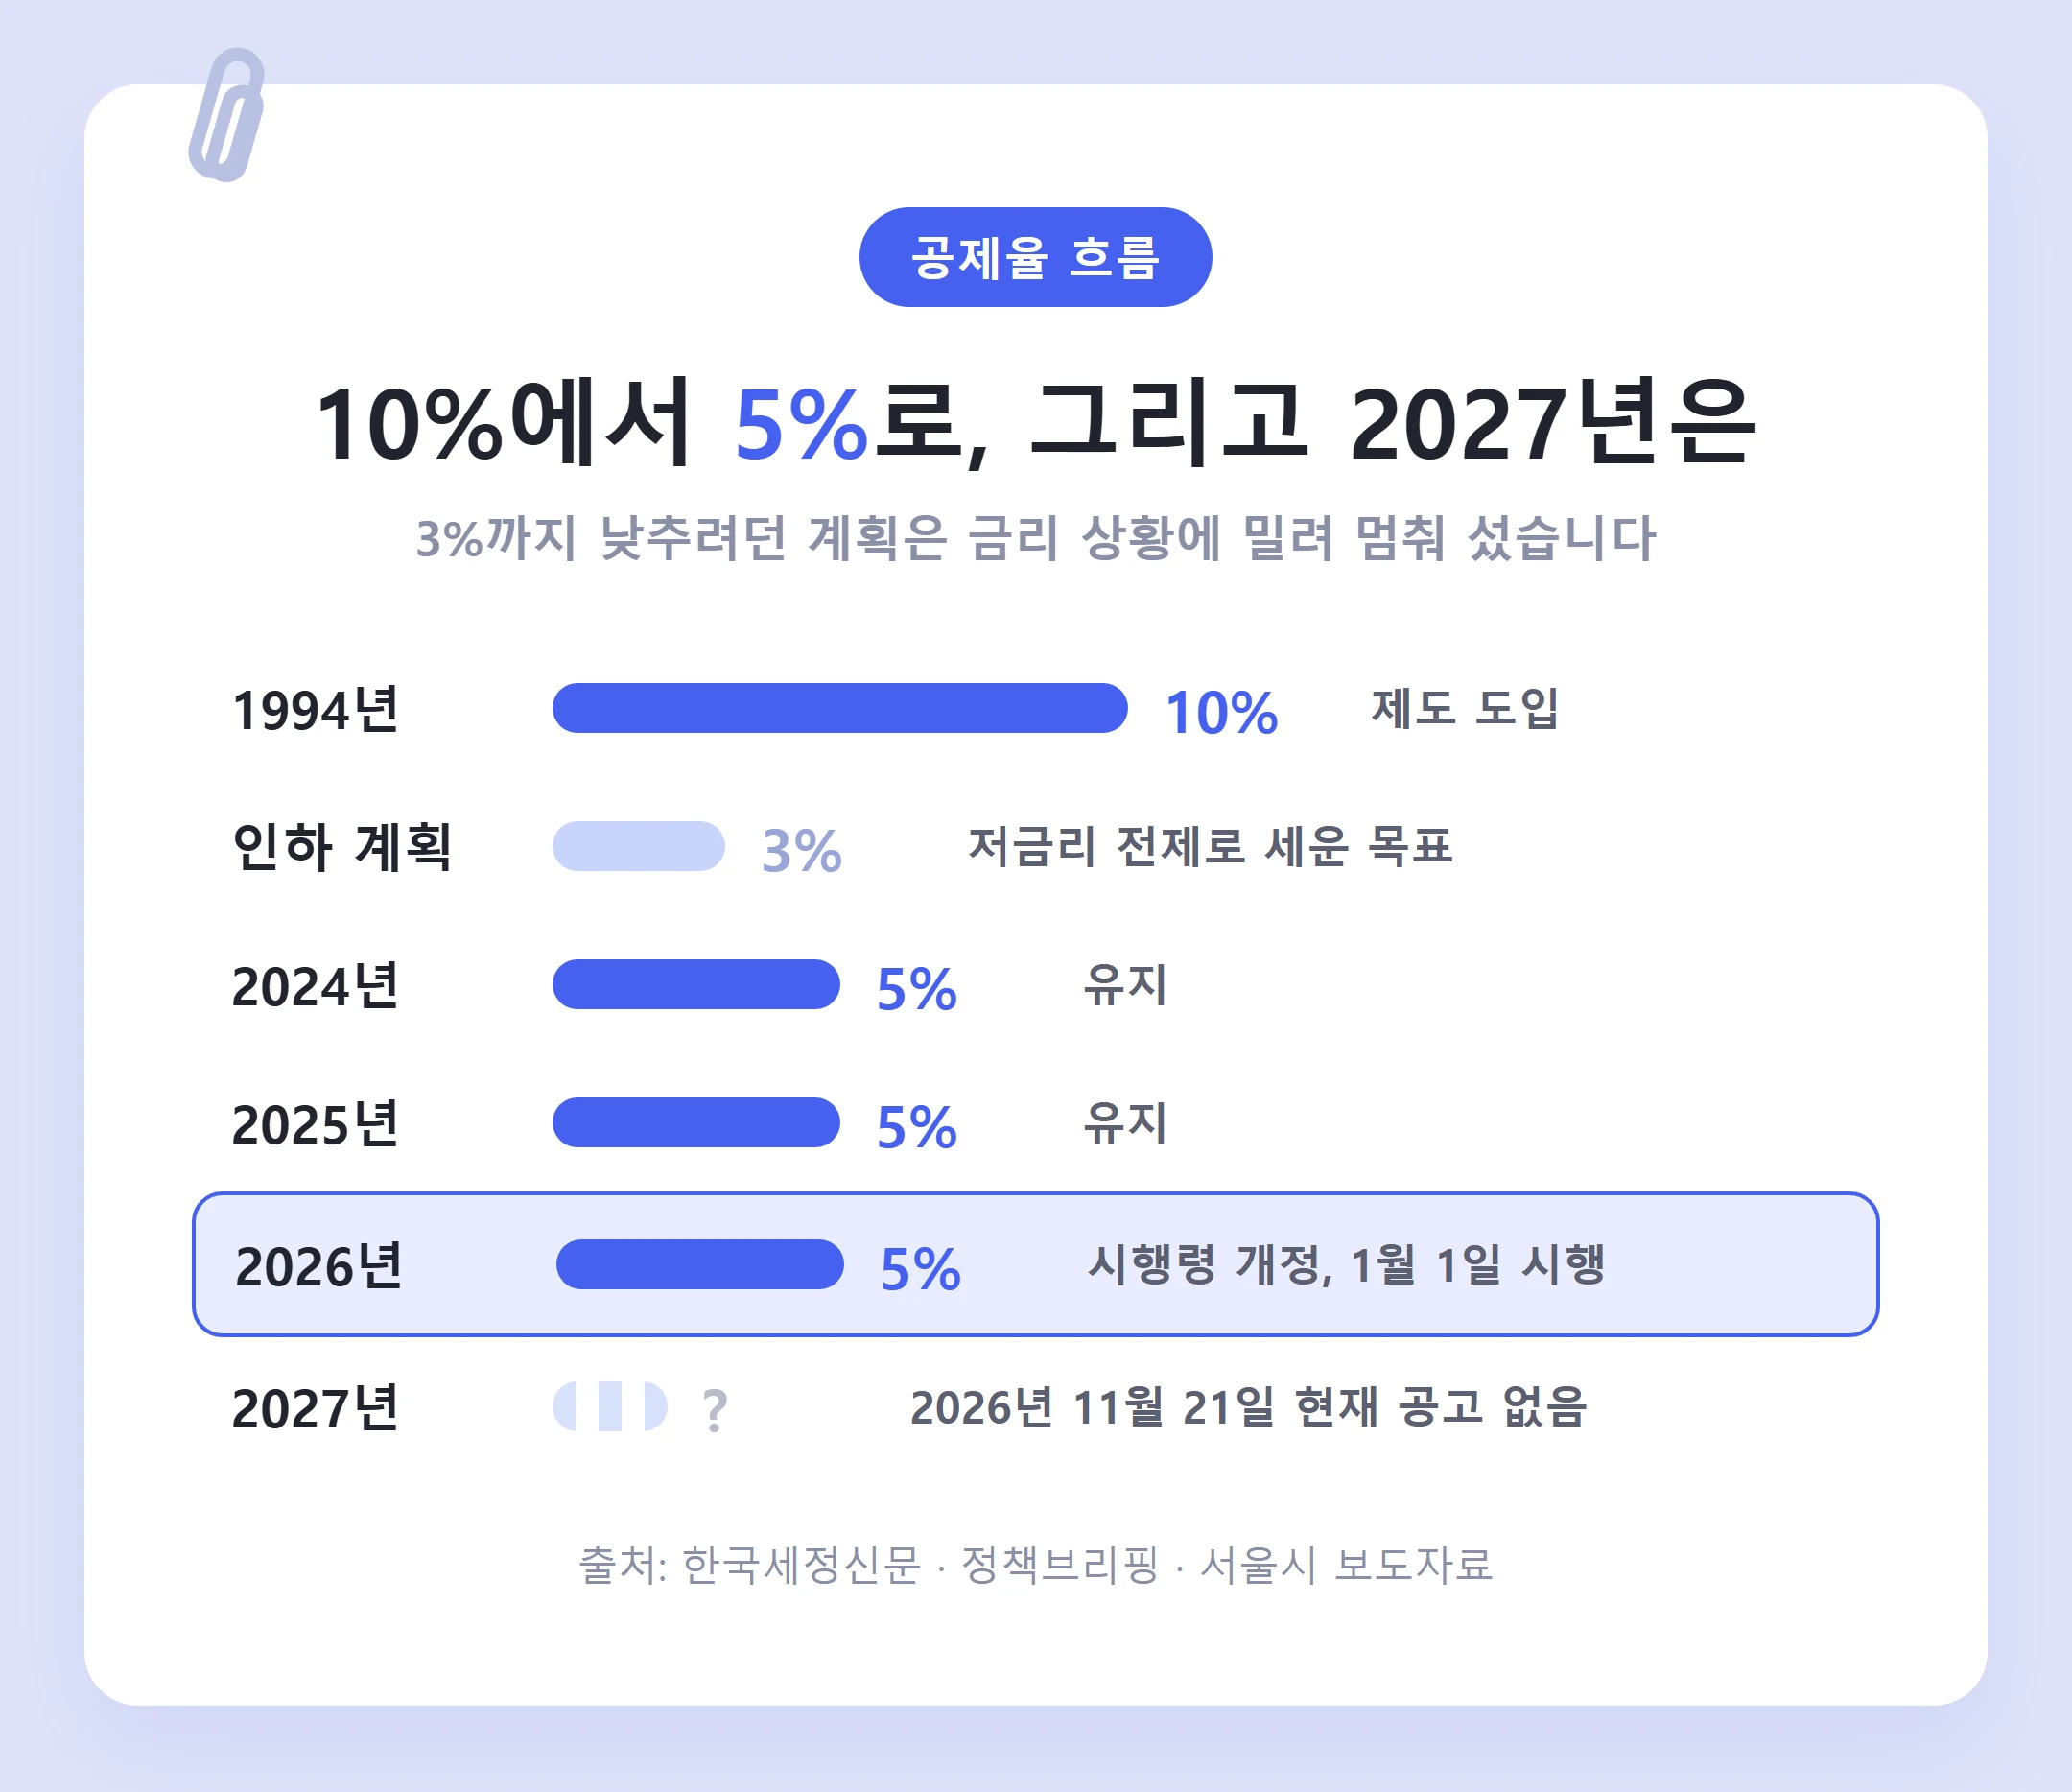 공제율 흐름
10%에서 5%로, 그리고 2027년은
3%까지 낮추려던 계획은 금리 상황에 밀려 멈춰 섰습니다
1994년 10% 제도 도입
인하 계획 3% 저금리 전제로 세운 목표
2024년 5% 유지
2025년 5% 유지
2026년 5% 시행령 개정, 1월 1일 시행
2027년 ? 2026년 11월 21일 현재 공고 없음
출처: 한국세정신문 · 정책브리핑 · 서울시 보도자료